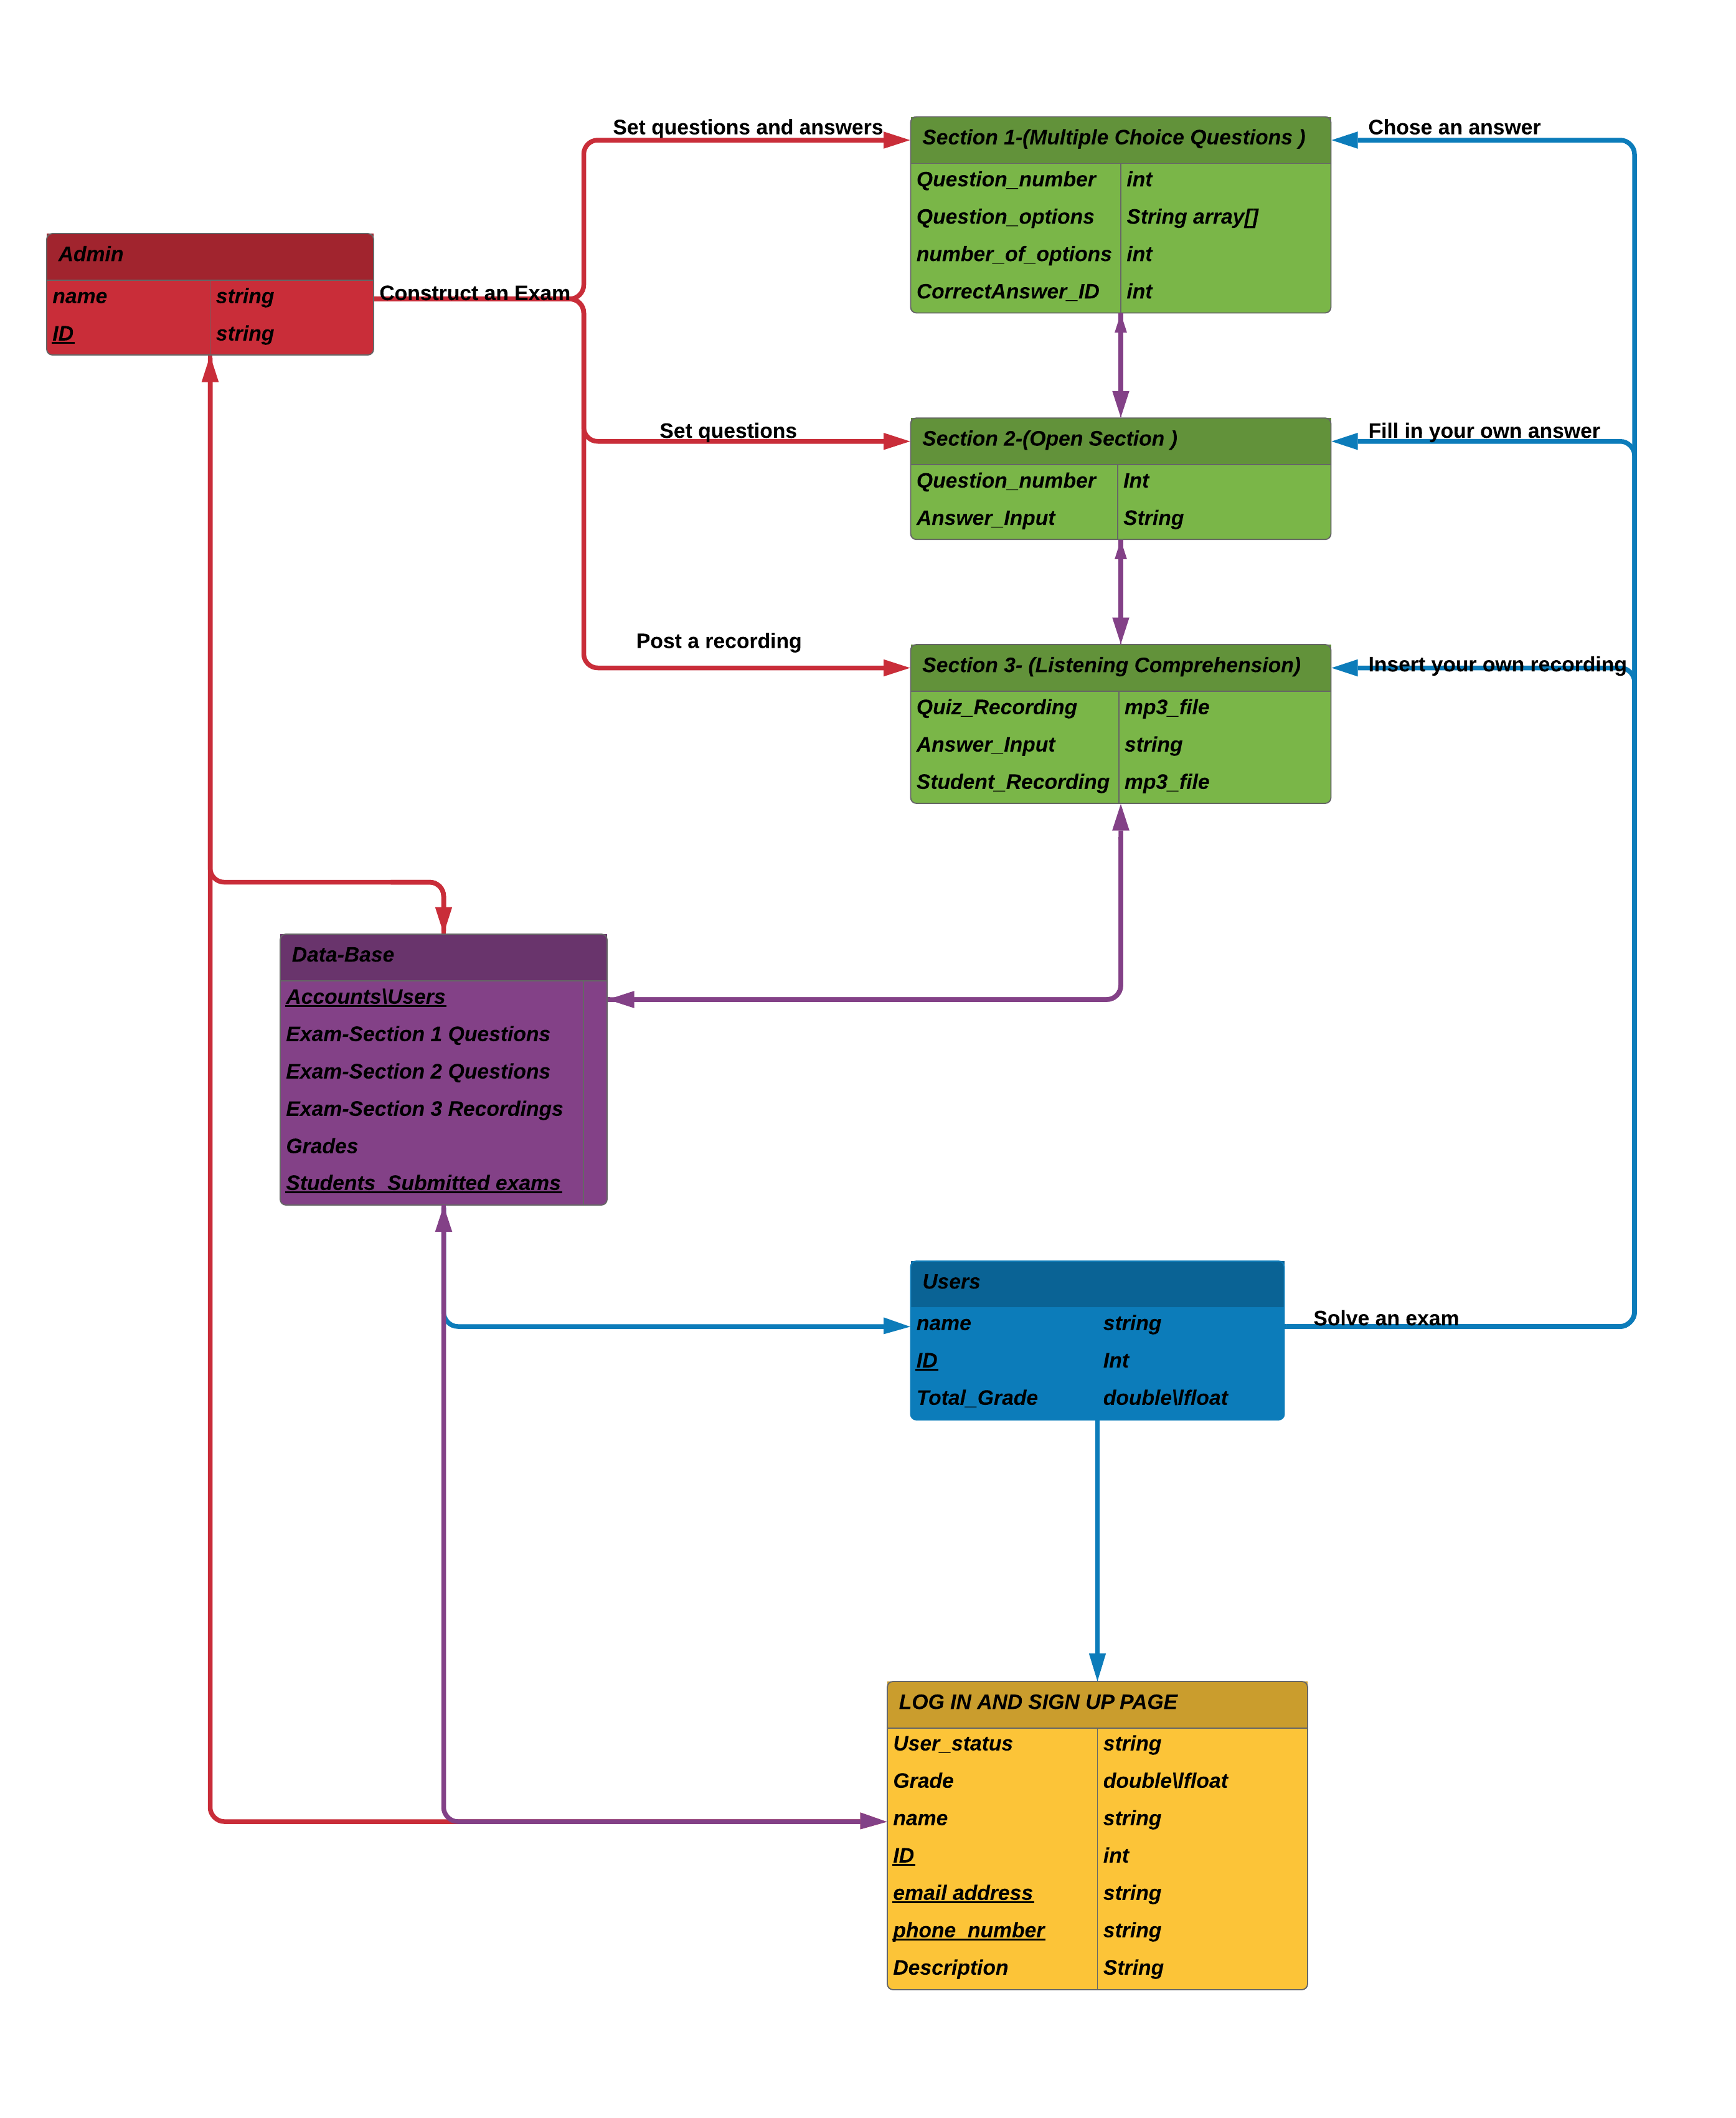 Set questions and answers
Section 1-(Multiple Choice Questions )
Chose an answer
Question_number int
Question_options String array[]
number_of_options int
CorrectAnswer_ID int
Admin
name string
ID string
Construct an Exam
Set questions
Section 2-(Open Section )
Fill in your own answer
Question_number Int
Answer_Input String
Post a recording
Section 3- (Listening Comprehension)
Insert your own recording
Quiz_Recording mp3_file
Answer_Input string
Student_Recording mp3_file
Data-Base
Accounts\Users
Exam-Section 1 Questions
Exam-Section 2 Questions
Exam-Section 3 Recordings
Grades
Students_Submitted exams
Users
name string
ID Int
Total_Grade double\lfloat
Solve an exam
LOG IN AND SIGN UP PAGE
User_status string
Grade double\lfloat
name string
ID int
email address string
phone_number string
Description String